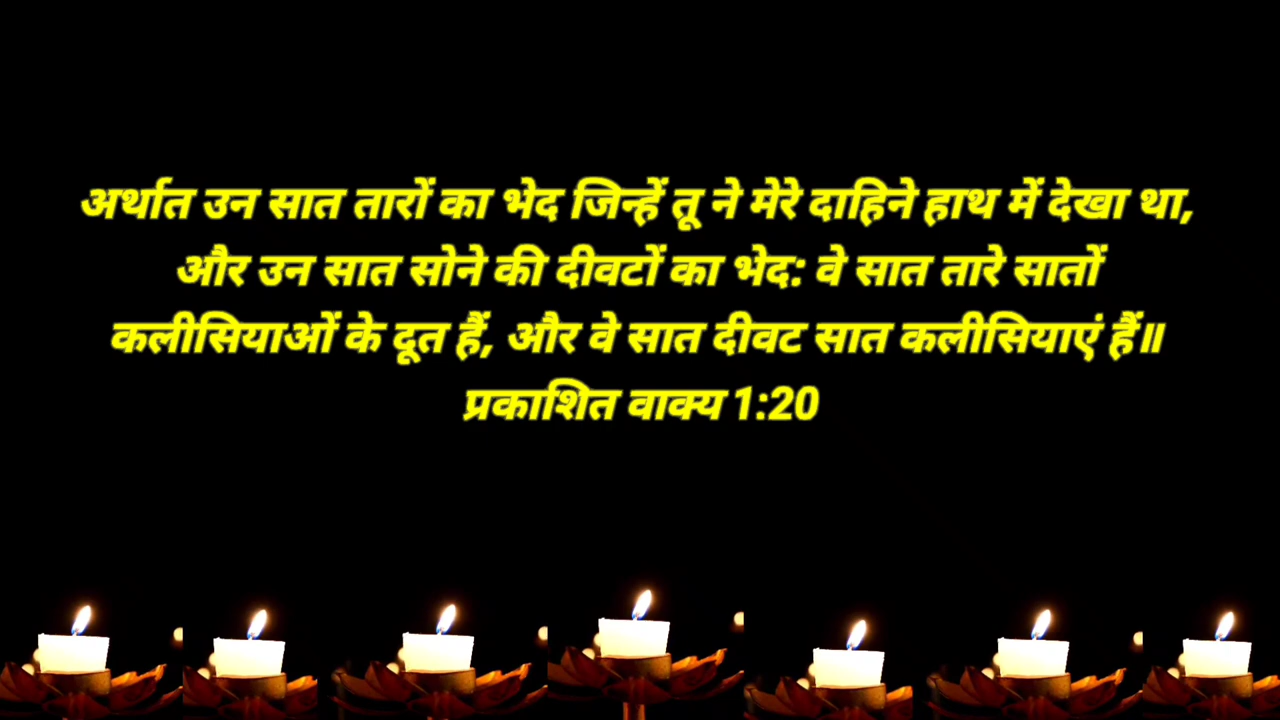 अर्थात उन सात तारों का भेद जिन्हें तू ने मेरे दाहिने हाथ में देखा था,
और उन सात सोने की दीवटों का भेद: वे सात तारे सातों
कलीसियाओं के दूत हैं, और वे सात दीवट सात कलीसियाएं हैं॥
प्रकाशित वाक्य 1:20